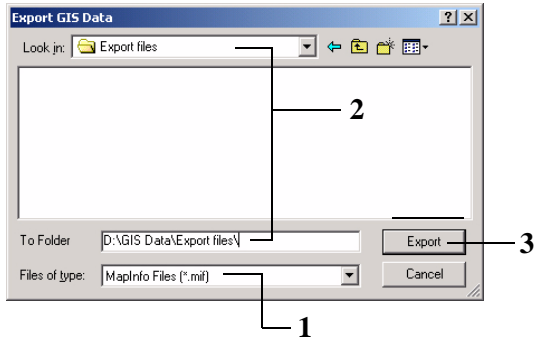 Export GIS Data
Look in: Export files
2
To Folder D:\GIS Data\Export files\ Export 3
Files of type: MapInfo Files (*.mif) Cancel
1